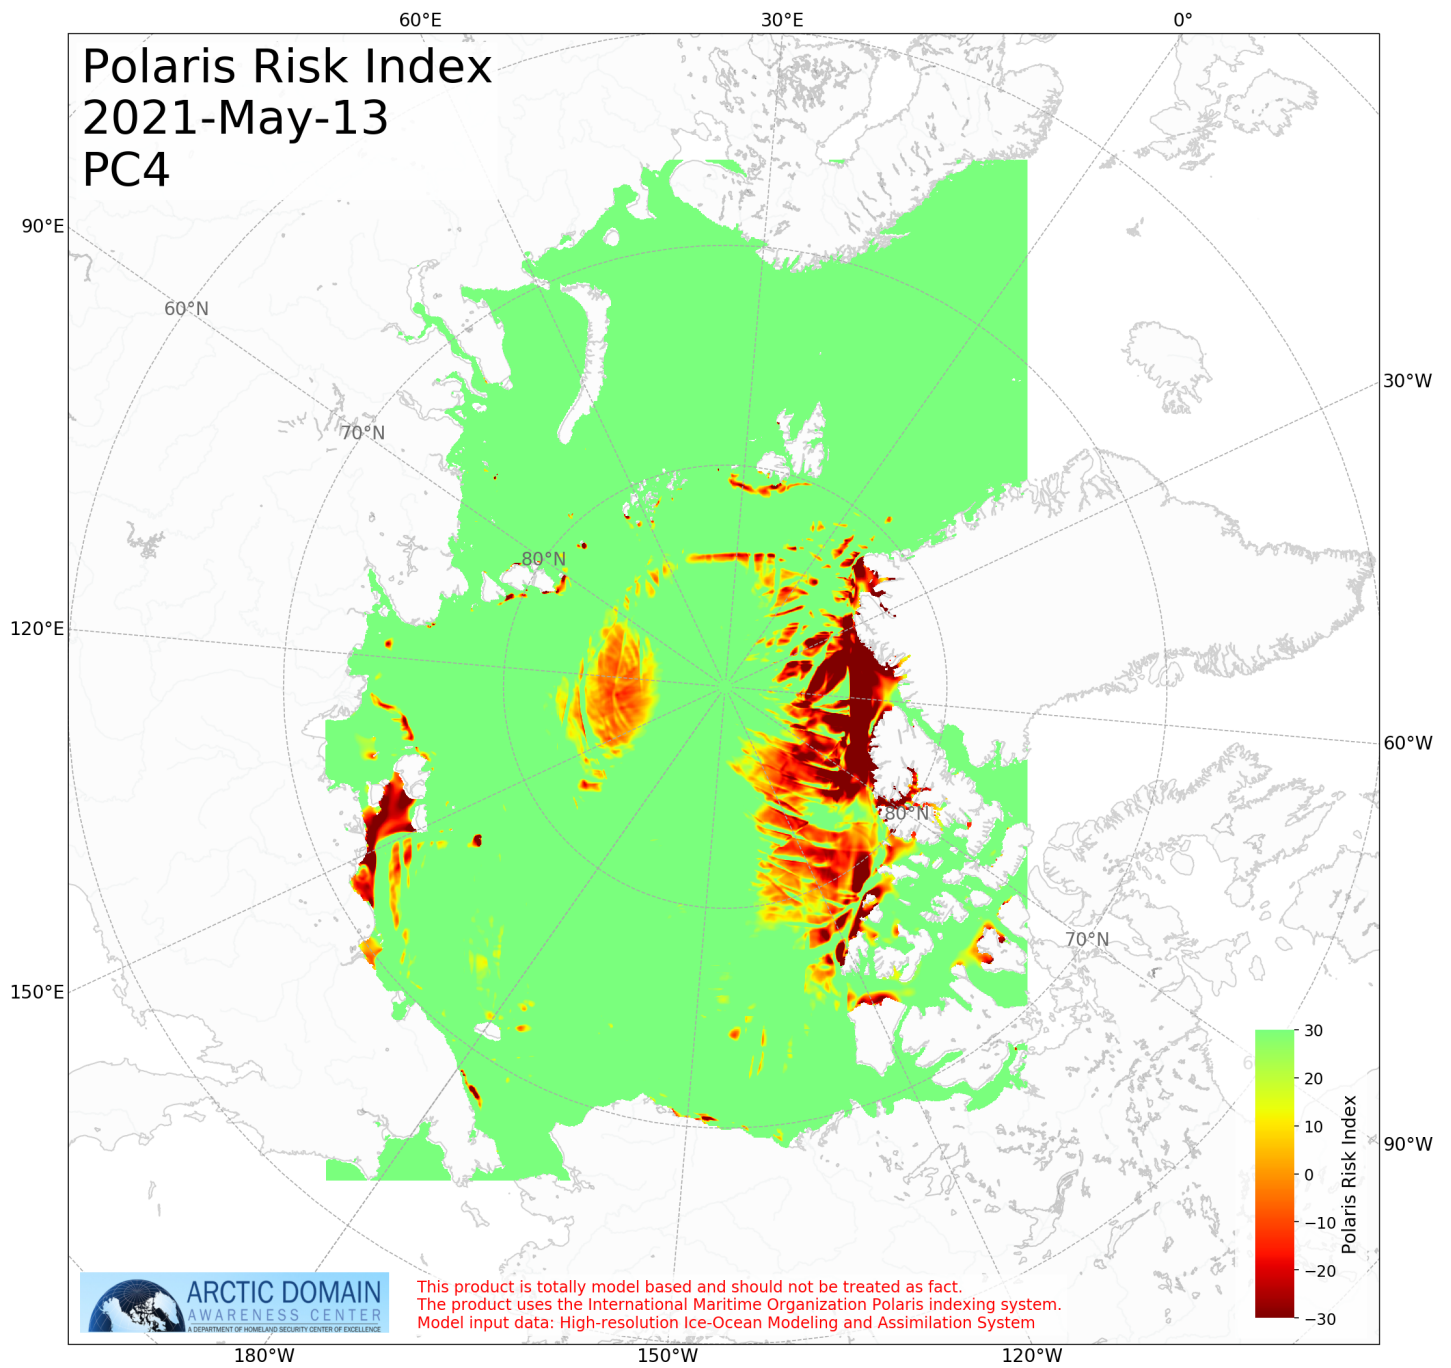 60°E 30°E 0°
Polaris Risk Index
2021-May-13
PC4
90°E
60°N
30°W
70°N
80°N
120°E
60°W
80°N
70°N
150°E
30
20
10
0
−10
−20
−30
Polaris Risk Index
90°W
ARCTIC DOMAIN
AWARENESS CENTER
A DEPARTMENT OF HOMELAND SECURITY CENTER OF EXCELLENCE
This product is totally model based and should not be treated as fact.
The product uses the International Maritime Organization Polaris indexing system.
Model input data: High-resolution Ice-Ocean Modeling and Assimilation System
180°W 150°W 120°W